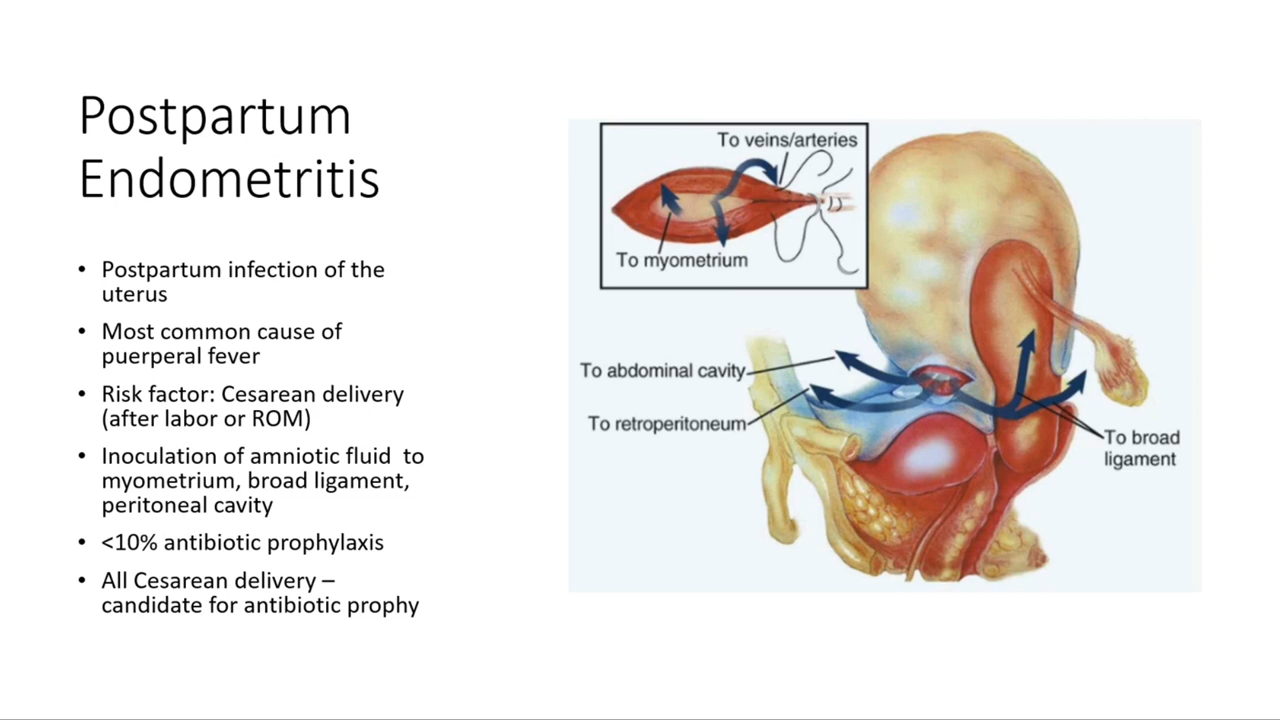 Postpartum
Endometritis
• Postpartum infection of the
uterus
• Most common cause of
puerperal fever
• Risk factor: Cesarean delivery
(after labor or ROM)
• Inoculation of amniotic fluid  to
myometrium, broad ligament,
peritoneal cavity
• <10% antibiotic prophylaxis
• All Cesarean delivery –
candidate for antibiotic prophy
To veins/arteries
To myometrium
To abdominal cavity
To retroperitoneum
To broad
ligament